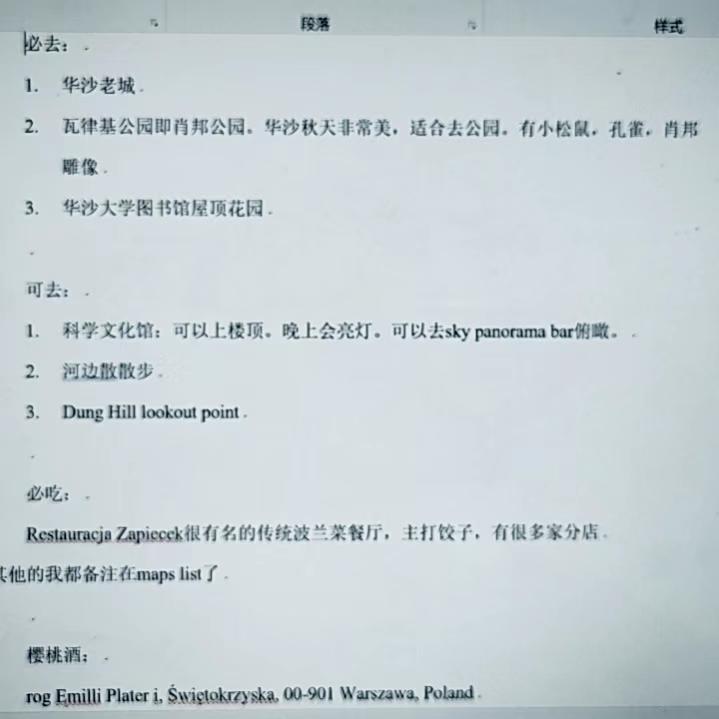 段落 样式
必去：
1. 华沙老城
2. 瓦律基公园即肖邦公园。华沙秋天非常美，适合去公园。有小松鼠，孔雀，肖邦
雕像
3. 华沙大学图书馆屋顶花园
可去：
1. 科学文化馆：可以上楼顶。晚上会亮灯。可以去sky panorama bar俯瞰。
2. 河边散散步
3. Dung Hill lookout point
必吃：
Restauracja Zapiecek很有名的传统波兰菜餐厅，主打饺子，有很多家分店
其他的我都备注在maps list了
樱桃酒：
rog Emilli Plater i, Świętokrzyska, 00-901 Warszawa, Poland